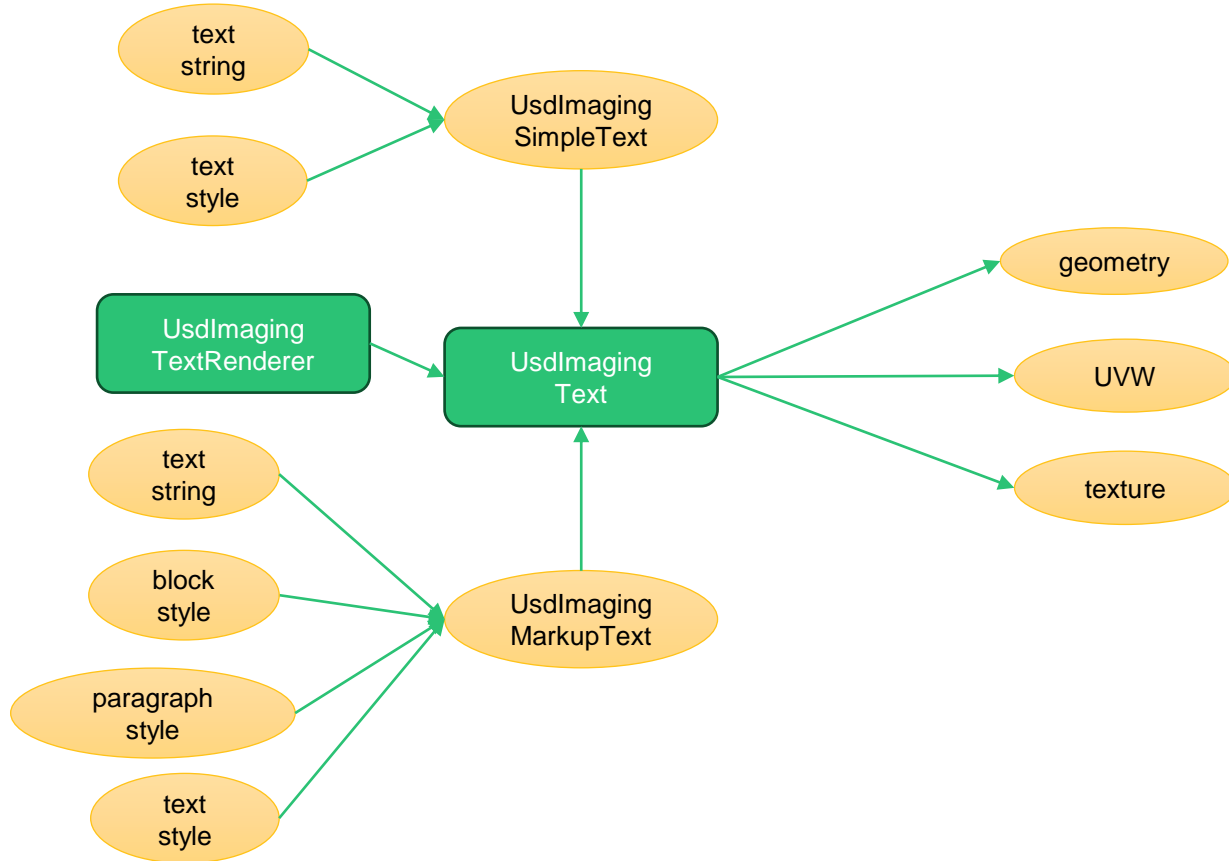 text
string
UsdImaging
SimpleText
text
style
geometry
UsdImaging
TextRenderer
UsdImaging
Text
UVW
text
string
texture
block
style
UsdImaging
MarkupText
paragraph
style
text
style